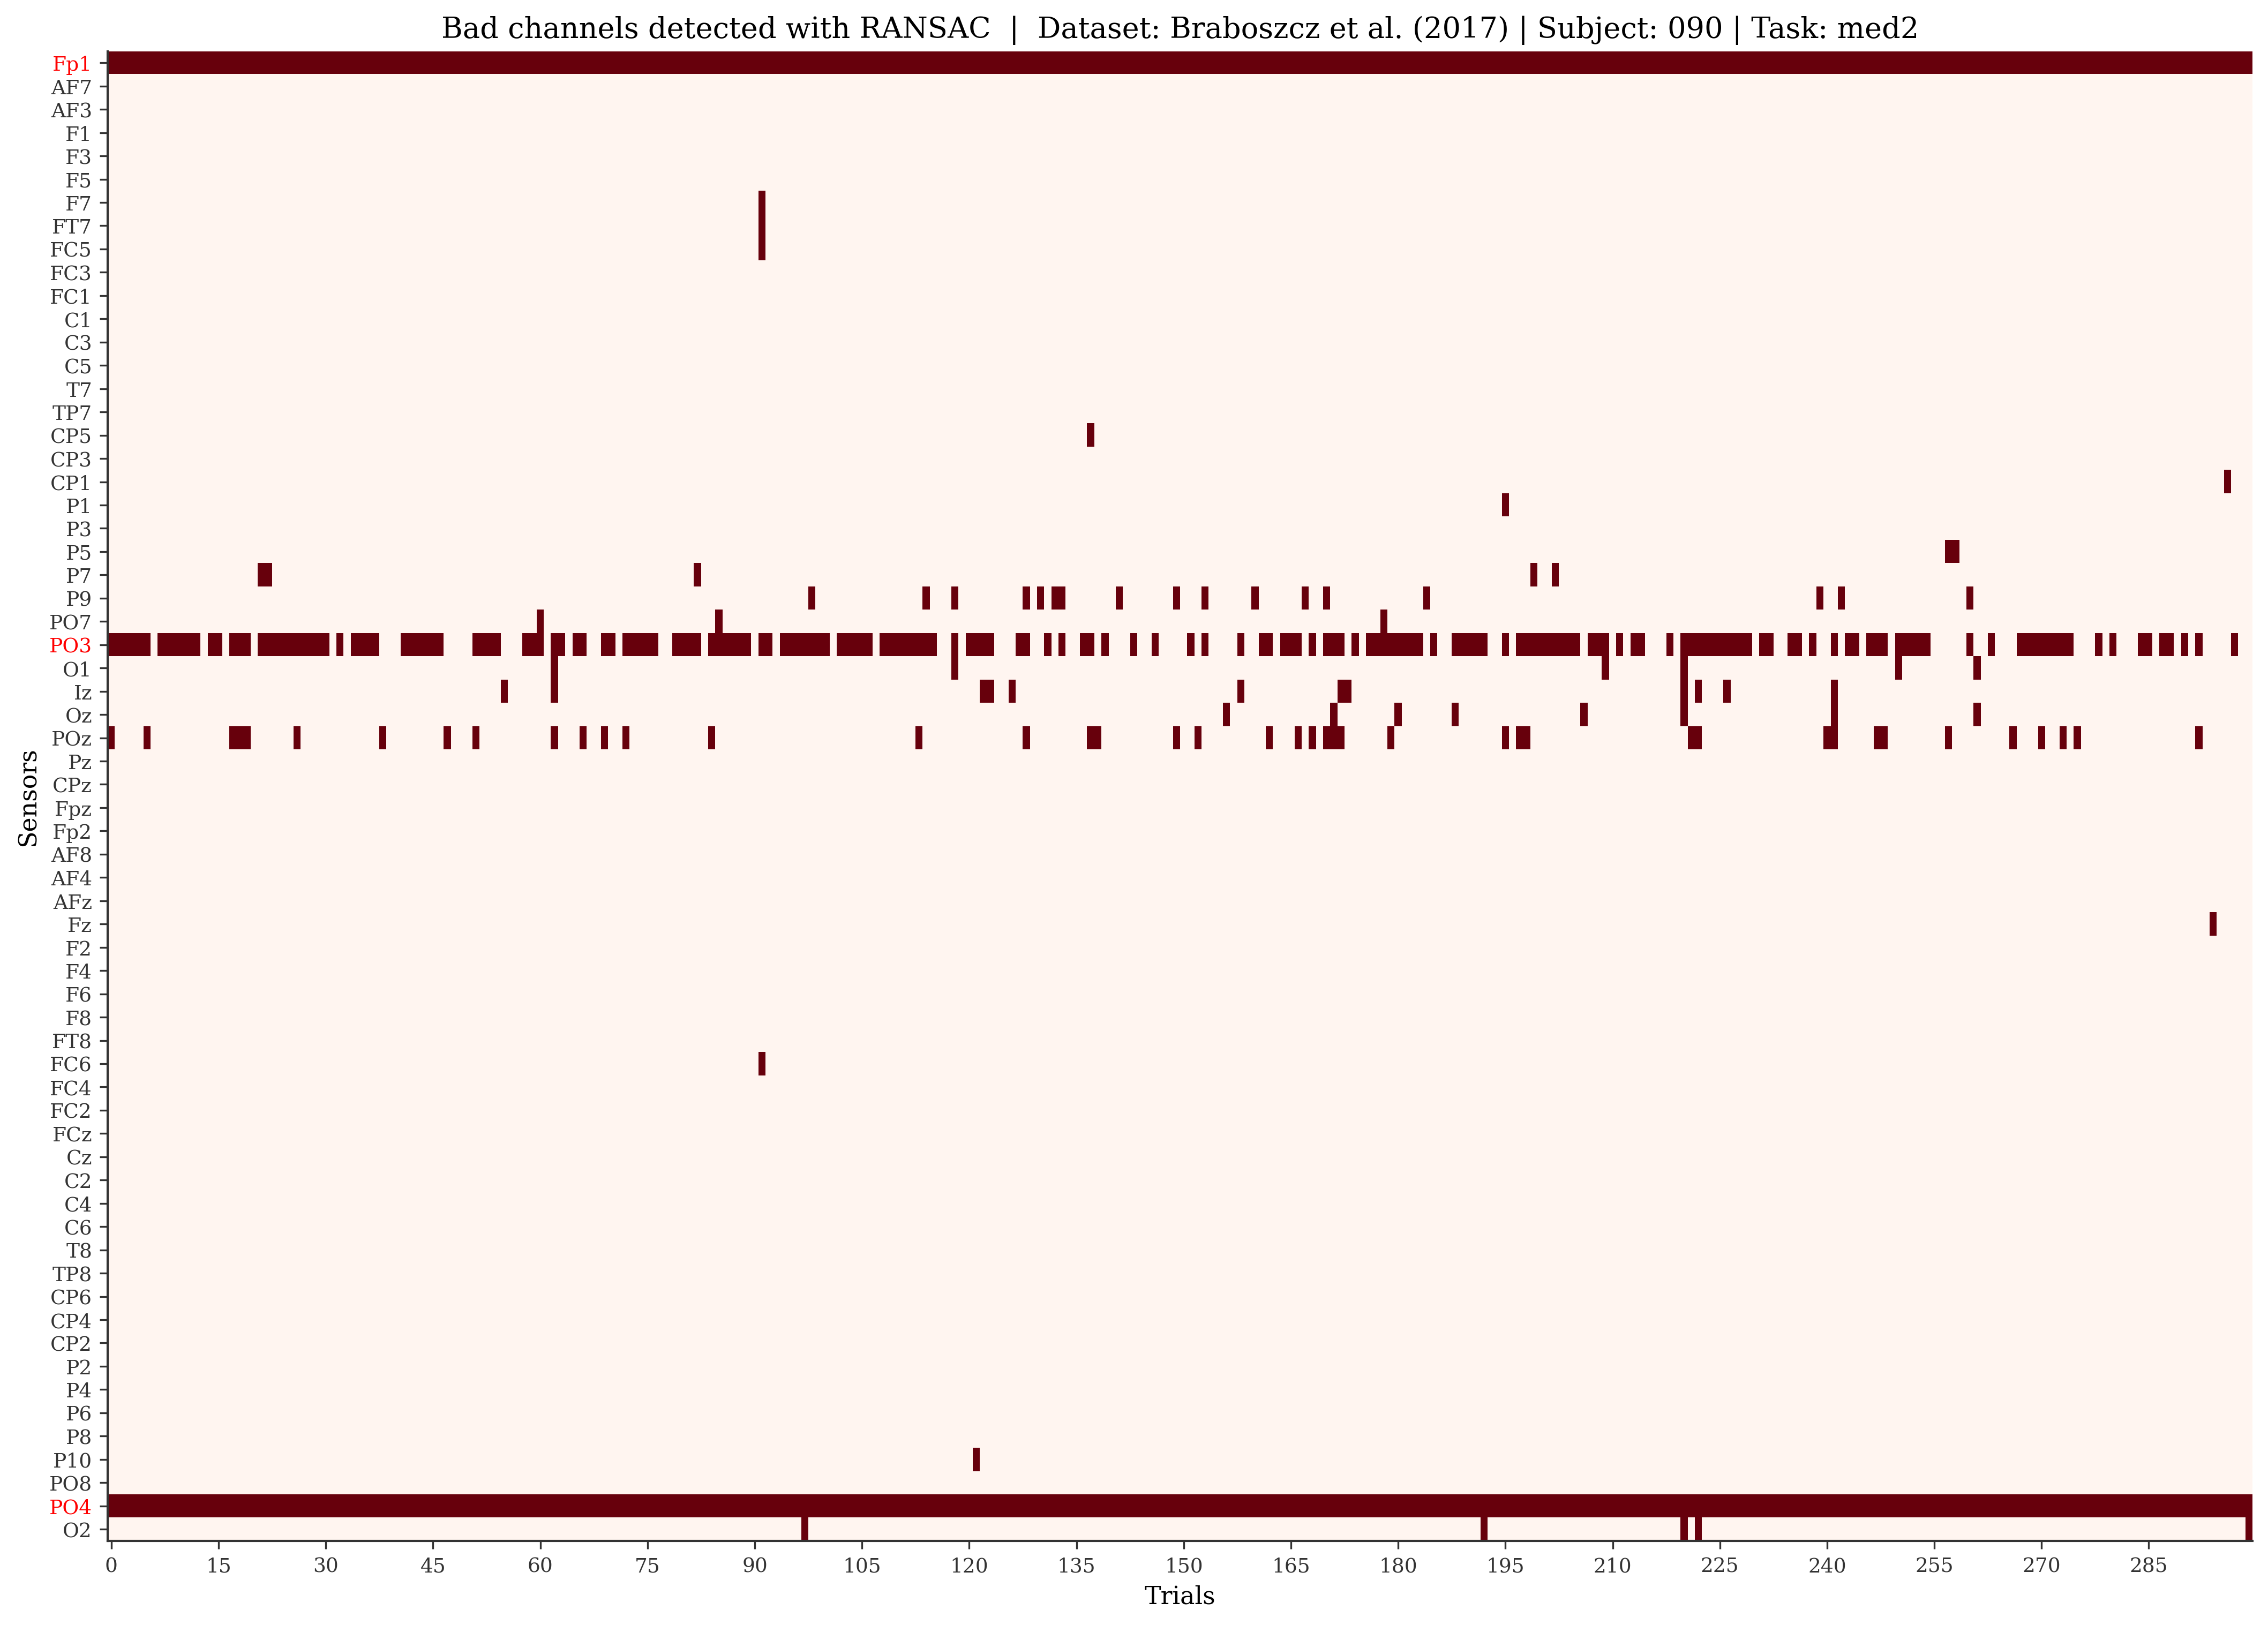 Bad channels detected with RANSAC | Dataset: Braboszcz et al. (2017) | Subject: 090 | Task: med2
Sensors
Fp1
AF7
AF3
F1
F3
F5
F7
FT7
FC5
FC3
FC1
C1
C3
C5
T7
TP7
CP5
CP3
CP1
P1
P3
P5
P7
P9
PO7
PO3
O1
Iz
Oz
POz
Pz
CPz
Fpz
Fp2
AF8
AF4
AFz
Fz
F2
F4
F6
F8
FT8
FC6
FC4
FC2
FCz
Cz
C2
C4
C6
T8
TP8
CP6
CP4
CP2
P2
P4
P6
P8
P10
PO8
PO4
O2
0 15 30 45 60 75 90 105 120 135 150 165 180 195 210 225 240 255 270 285
Trials